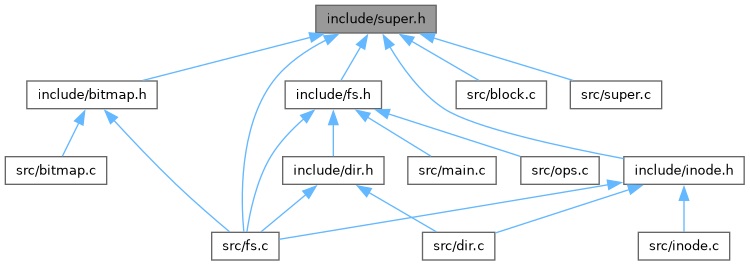 include/super.h
include/bitmap.h
include/fs.h
src/block.c
src/super.c
src/bitmap.c
include/dir.h
src/main.c
src/ops.c
include/inode.h
src/fs.c
src/dir.c
src/inode.c